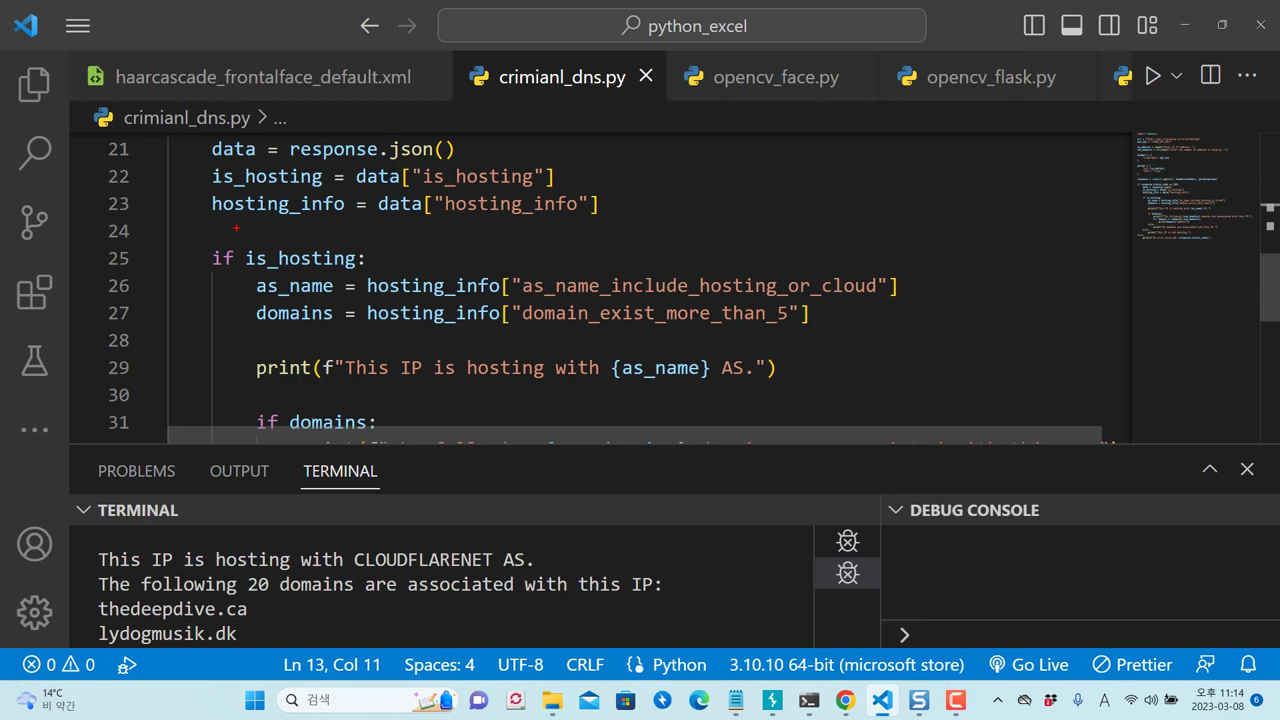 python_excel
haarcascade_frontalface_default.xml
crimianl_dns.py
opencv_face.py
opencv_flask.py
crimianl_dns.py > ...
21 data = response.json()
22 is_hosting = data["is_hosting"]
23 hosting_info = data["hosting_info"]
24
25 if is_hosting:
26 as_name = hosting_info["as_name_include_hosting_or_cloud"]
27 domains = hosting_info["domain_exist_more_than_5"]
28
29 print(f"This IP is hosting with {as_name} AS.")
30
31 if domains:
PROBLEMS OUTPUT TERMINAL
TERMINAL
DEBUG CONSOLE
This IP is hosting with CLOUDFLARENET AS.
The following 20 domains are associated with this IP:
thedeepdive.ca
lydogmusik.dk
0 0 Ln 13, Col 11 Spaces: 4 UTF-8 CRLF Python 3.10.10 64-bit (microsoft store) Go Live Prettier
14°C
비 약간
검색
A
오후 11:14
2023-03-08
6